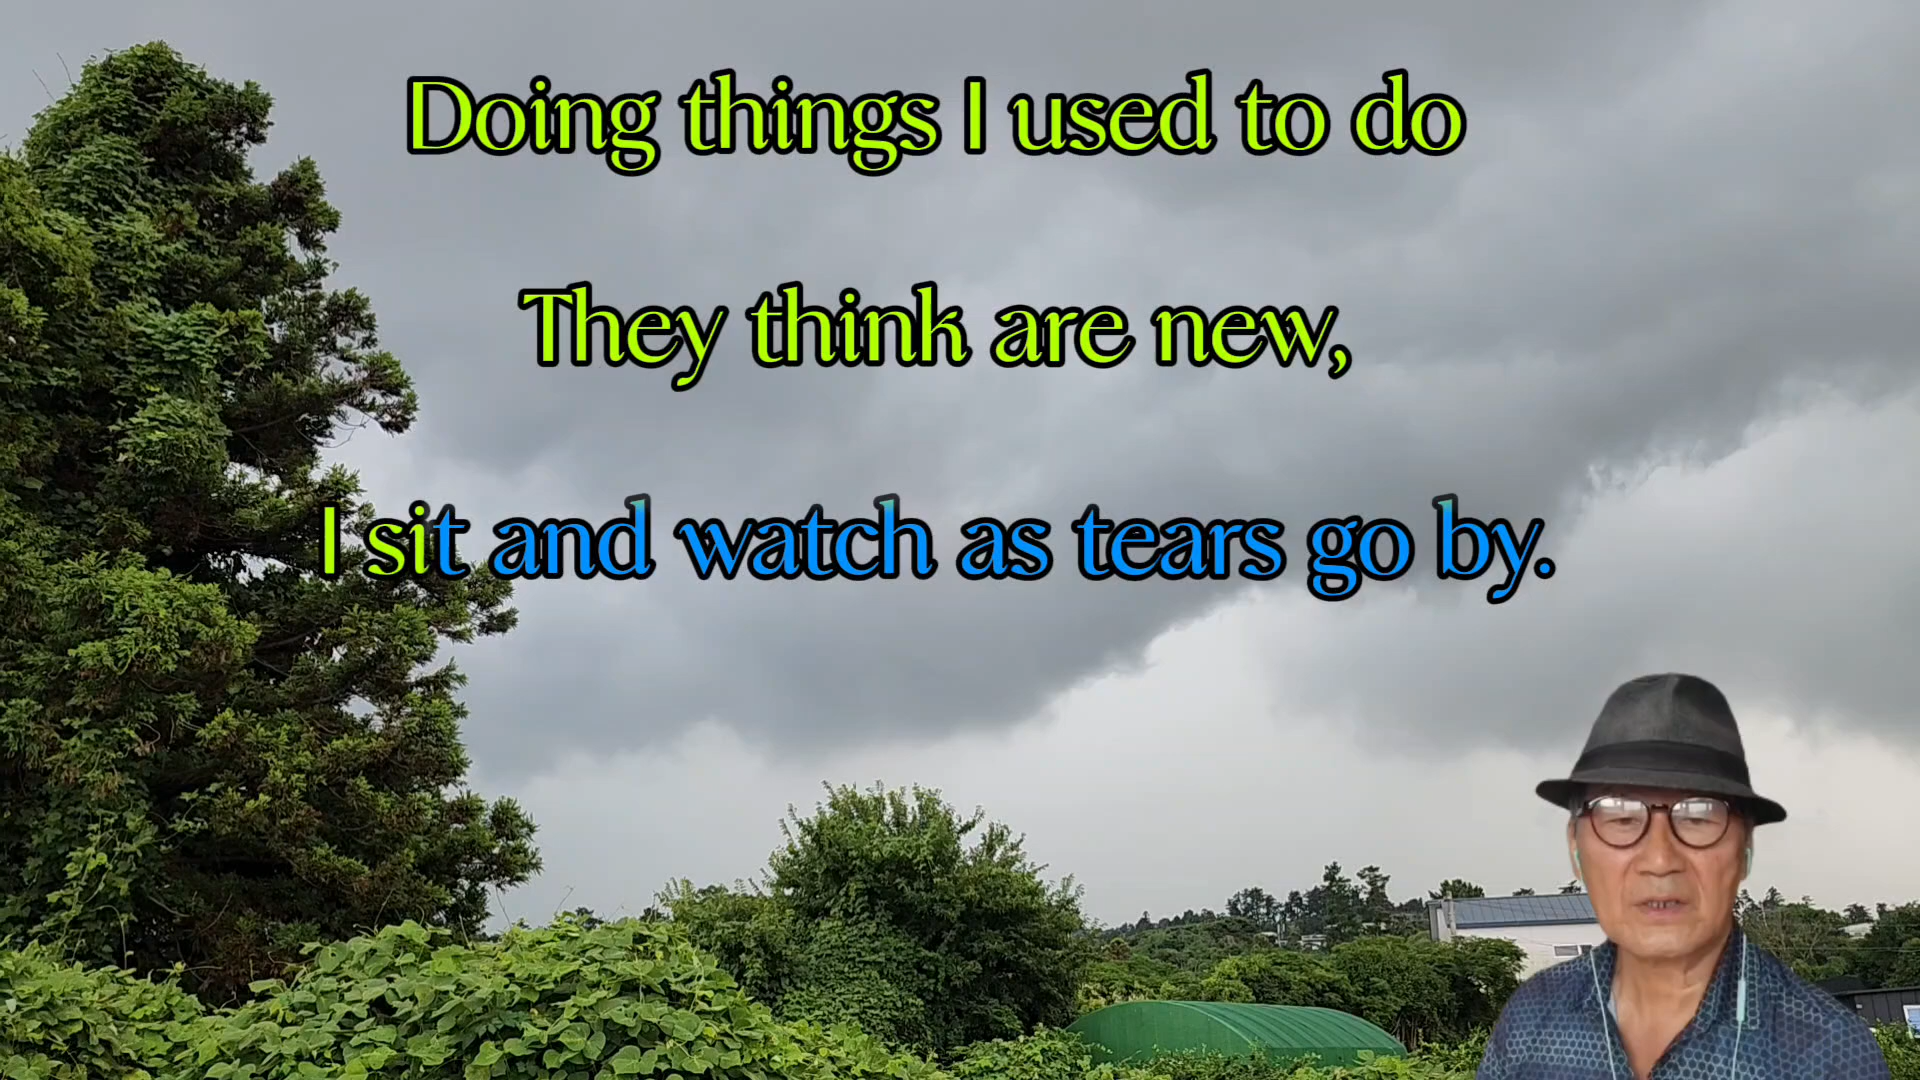 Doing things I used to do
They think are new,
I sit and watch as tears go by.